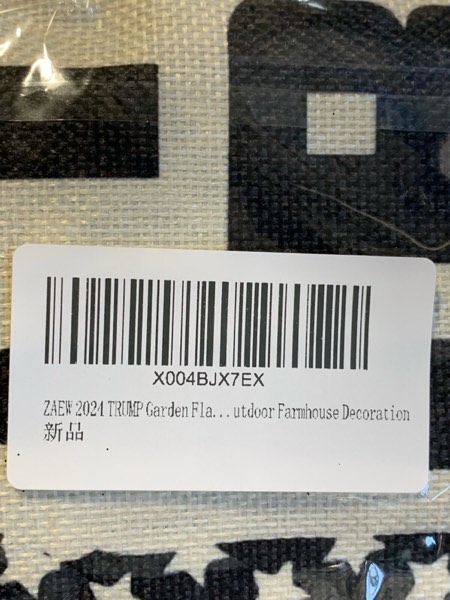 X004BJX7EX
ZAEW 2024 TRUMP Garden Fla...utdoor Farmhouse Decoration
新品